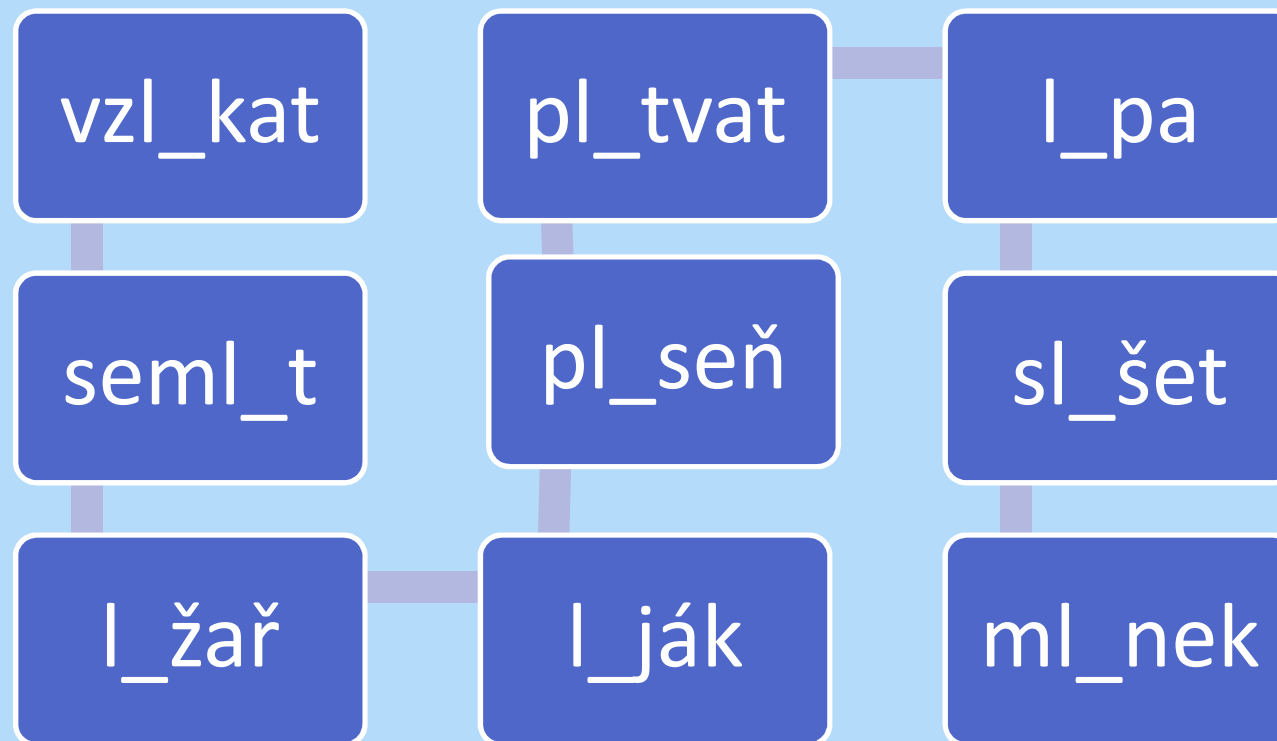 vzl_kat
seml_t
l_žař
l_ják
pl_seň
pl_tvat
l_pa
sl_šet
ml_nek